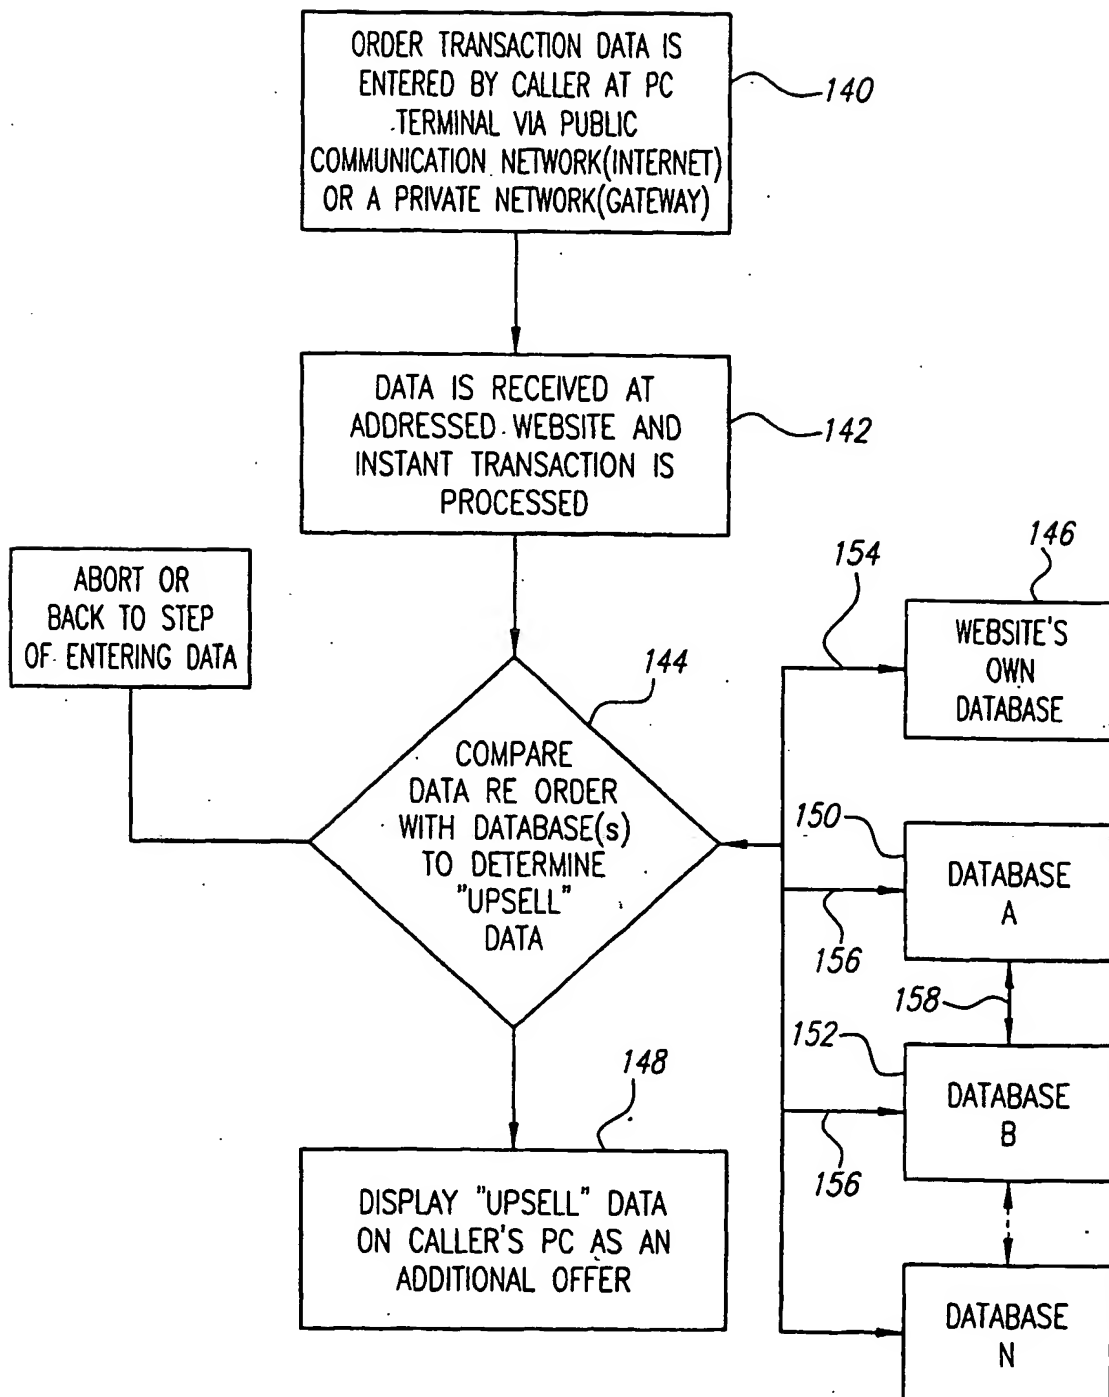 ORDER TRANSACTION DATA IS
ENTERED BY CALLER AT PC
TERMINAL VIA PUBLIC
COMMUNICATION NETWORK(INTERNET)
OR A PRIVATE NETWORK(GATEWAY)
140
DATA IS RECEIVED AT
ADDRESSED WEBSITE AND
INSTANT TRANSACTION IS
PROCESSED
142
ABORT OR
BACK TO STEP
OF ENTERING DATA
144
COMPARE
DATA RE ORDER
WITH DATABASE(s)
TO DETERMINE
"UPSELL"
DATA
154
146
WEBSITE'S
OWN
DATABASE
150
DATABASE
A
156
158
152
DATABASE
B
156
148
DISPLAY "UPSELL" DATA
ON CALLER'S PC AS AN
ADDITIONAL OFFER
DATABASE
N